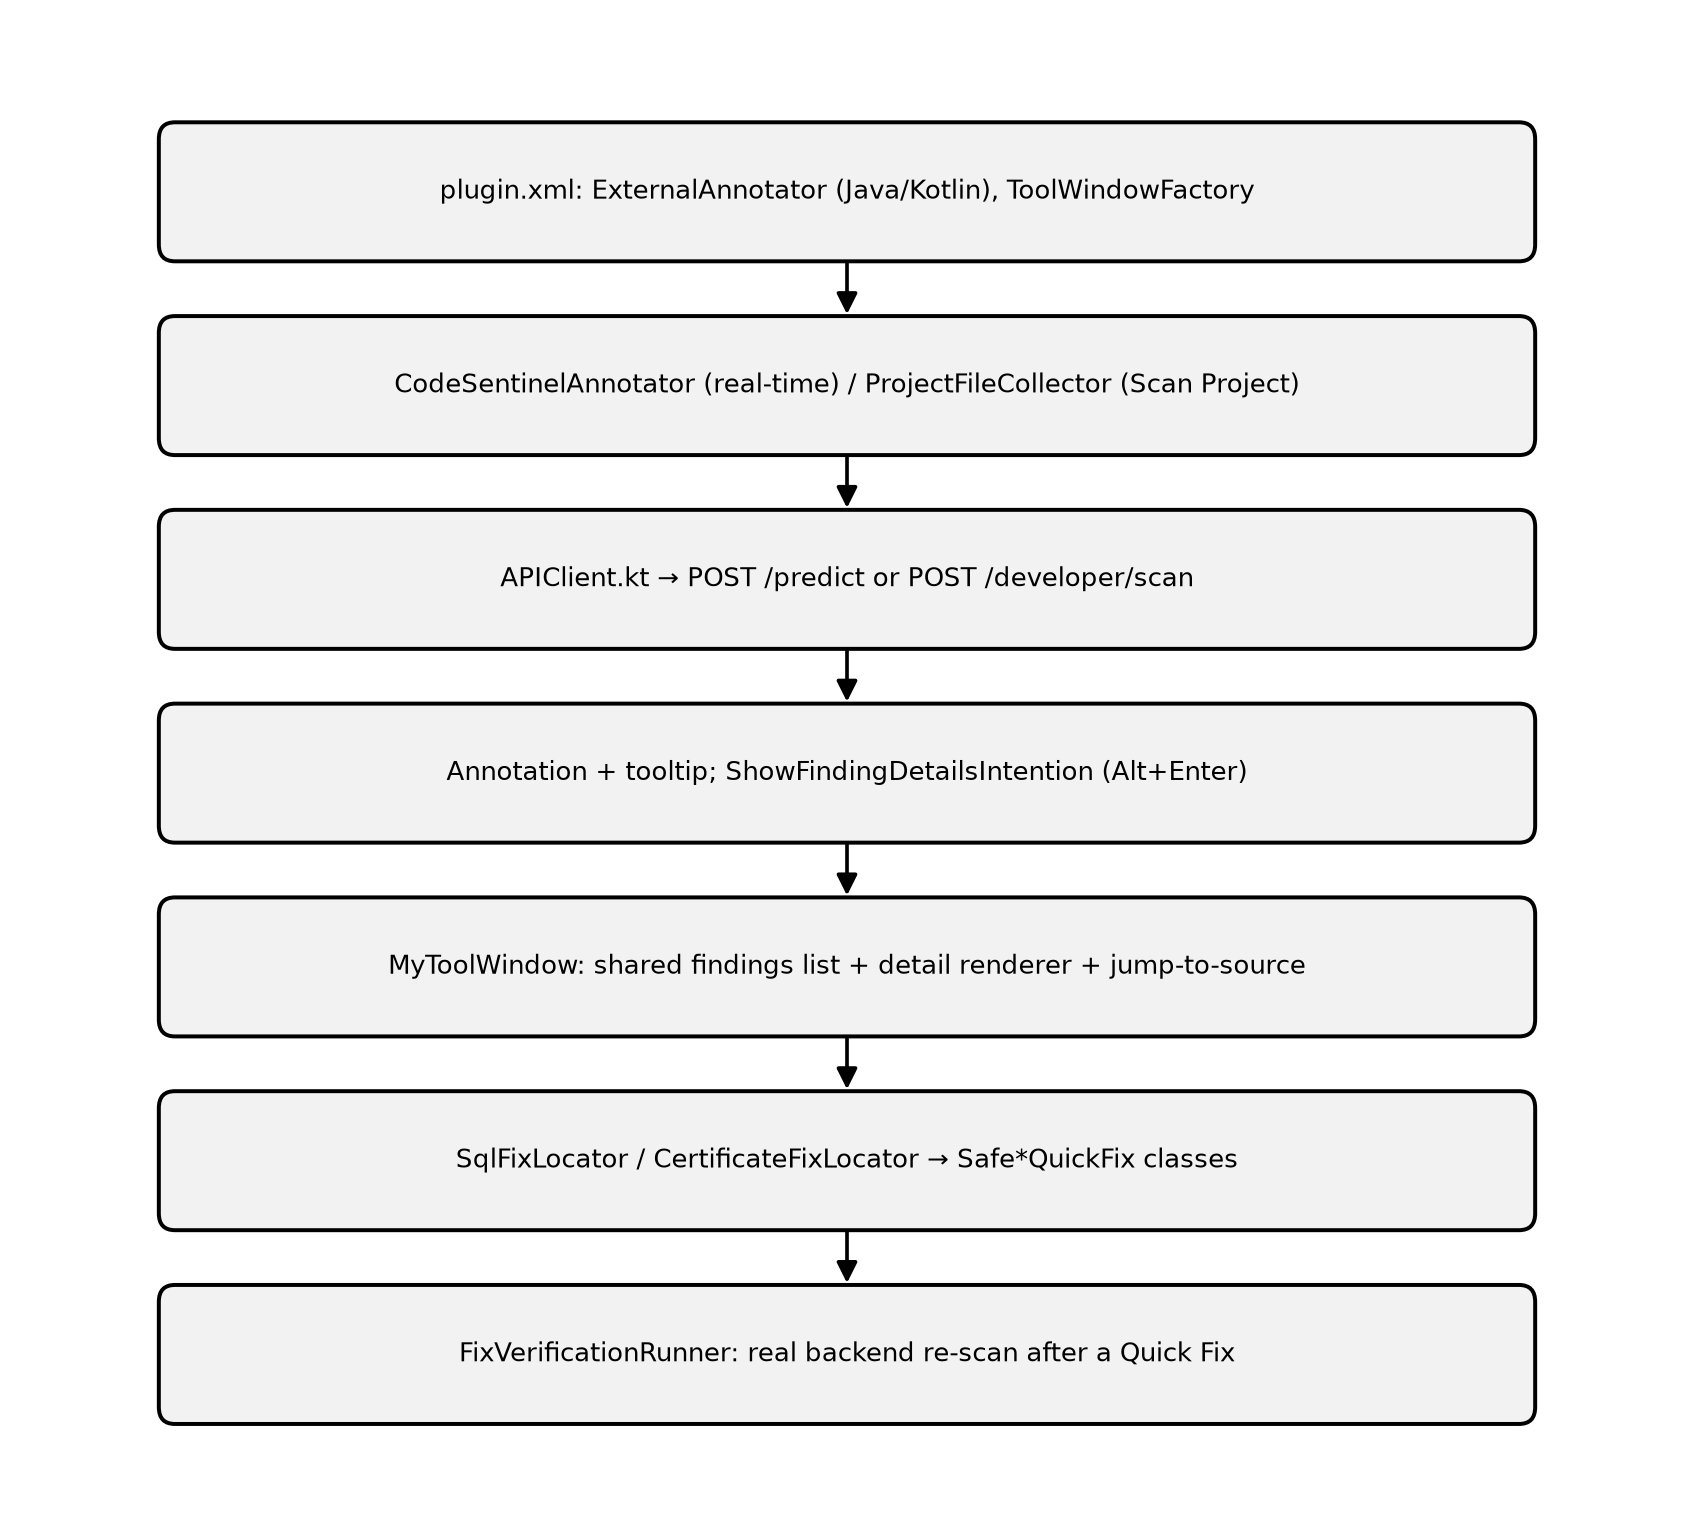 plugin.xml: ExternalAnnotator (Java/Kotlin), ToolWindowFactory
CodeSentinelAnnotator (real-time) / ProjectFileCollector (Scan Project)
APIClient.kt → POST /predict or POST /developer/scan
Annotation + tooltip; ShowFindingDetailsIntention (Alt+Enter)
MyToolWindow: shared findings list + detail renderer + jump-to-source
SqlFixLocator / CertificateFixLocator → Safe*QuickFix classes
FixVerificationRunner: real backend re-scan after a Quick Fix